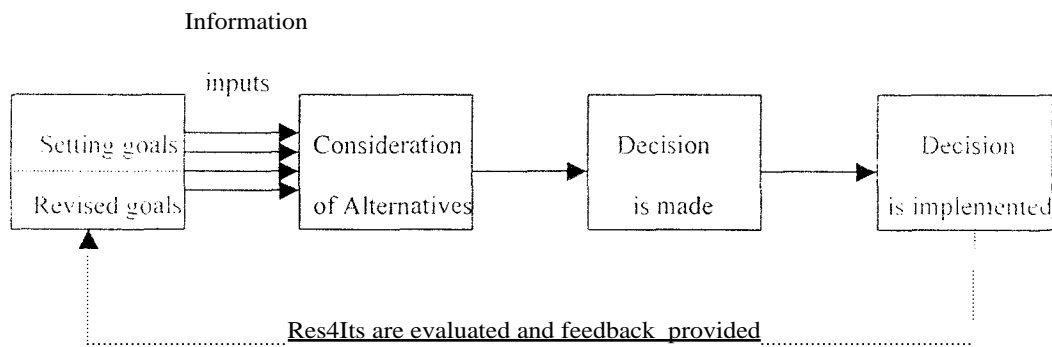 Information
inputs
Setting goals
Revised goals
Consideration
of Alternatives
Decision
is made
Decision
is implemented
Res4Its are evaluated and feedback provided